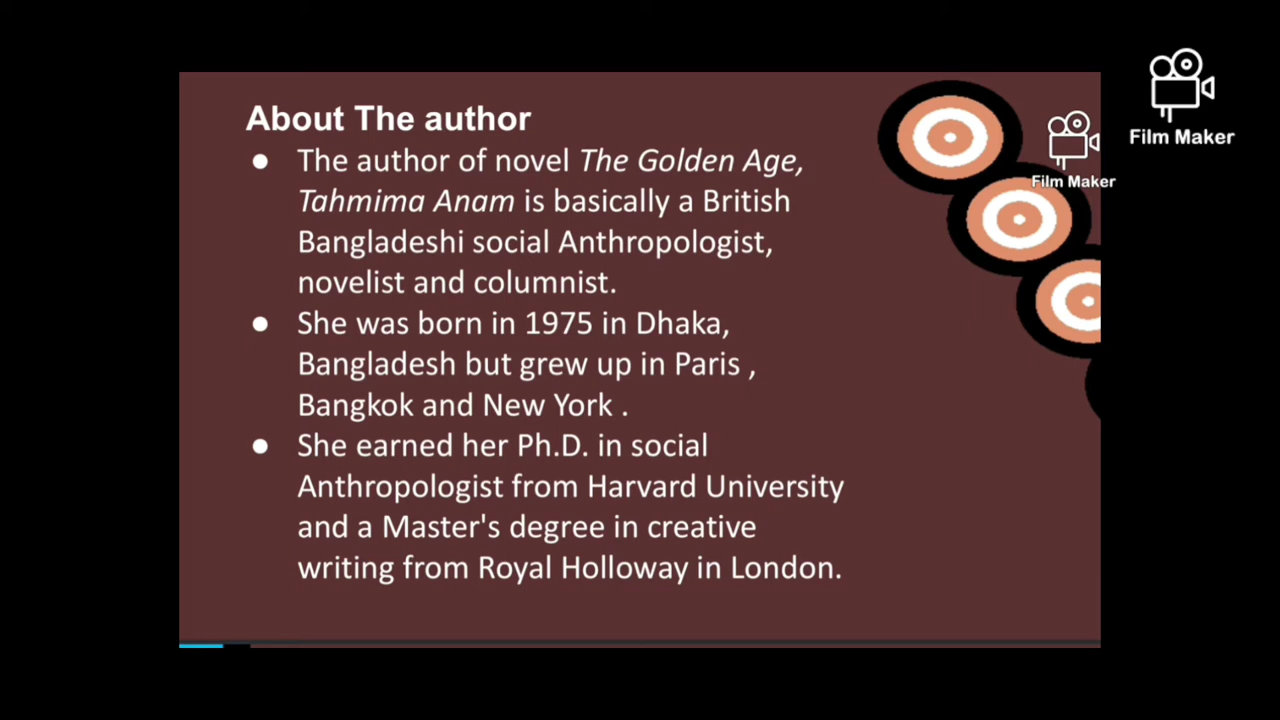 About The author
● The author of novel The Golden Age,
Tahmima Anam is basically a British
Bangladeshi social Anthropologist,
novelist and columnist.
● She was born in 1975 in Dhaka,
Bangladesh but grew up in Paris ,
Bangkok and New York .
● She earned her Ph.D. in social
Anthropologist from Harvard University
and a Master's degree in creative
writing from Royal Holloway in London.
Film Maker
Film Maker